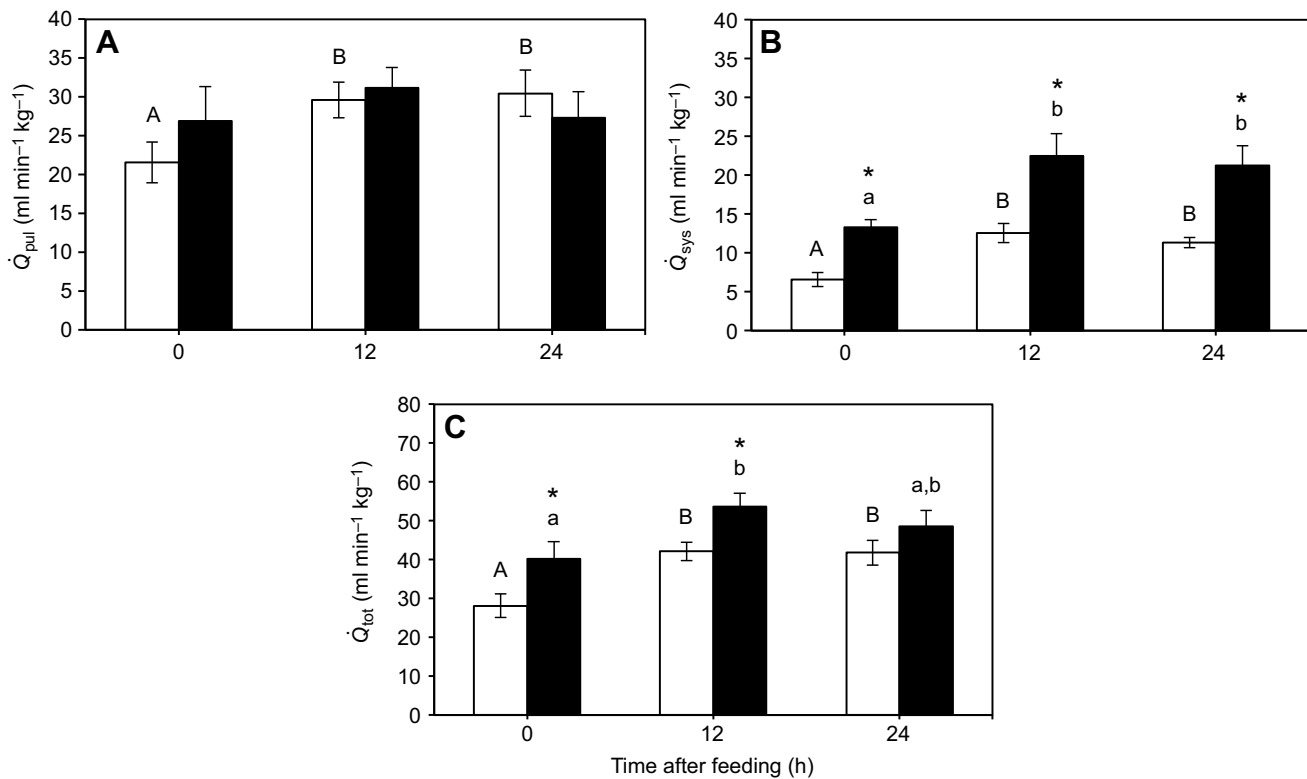 A
Q̇pul (ml min⁻¹ kg⁻¹)
40
35
30
25
20
15
10
5
0
A
B
B
0 12 24
B
Q̇sys (ml min⁻¹ kg⁻¹)
40
35
30
25
20
15
10
5
0
A
*
a
B
*
b
B
*
b
0 12 24
C
Q̇tot (ml min⁻¹ kg⁻¹)
80
70
60
50
40
30
20
10
0
A
*
a
B
*
b
B
a,b
0 12 24
Time after feeding (h)